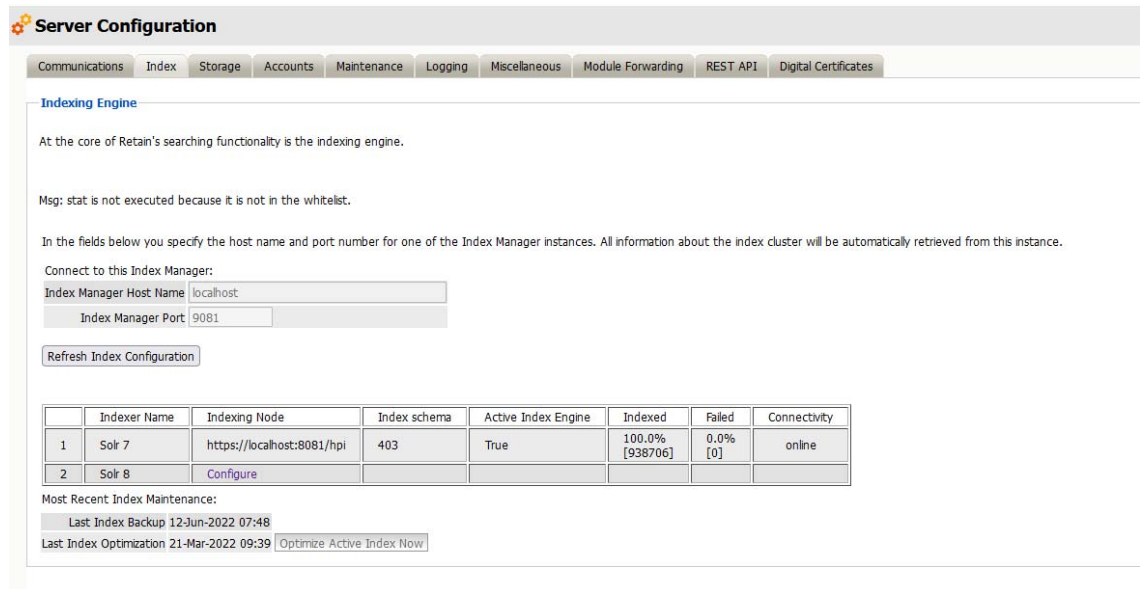 Server Configuration
Communications Index Storage Accounts Maintenance Logging Miscellaneous Module Forwarding REST API Digital Certificates
Indexing Engine
At the core of Retain's searching functionality is the indexing engine.
Msg: stat is not executed because it is not in the whitelist.
In the fields below you specify the host name and port number for one of the Index Manager instances. All information about the index cluster will be automatically retrieved from this instance.
Connect to this Index Manager:
Index Manager Host Name localhost
Index Manager Port 9081
Refresh Index Configuration
Indexer Name Indexing Node Index schema Active Index Engine Indexed Failed Connectivity
1 Solr 7 https://localhost:8081/hpi 403 True 100.0% [938706] 0.0% [0] online
2 Solr 8 Configure
Most Recent Index Maintenance:
Last Index Backup 12-Jun-2022 07:48
Last Index Optimization 21-Mar-2022 09:39 Optimize Active Index Now